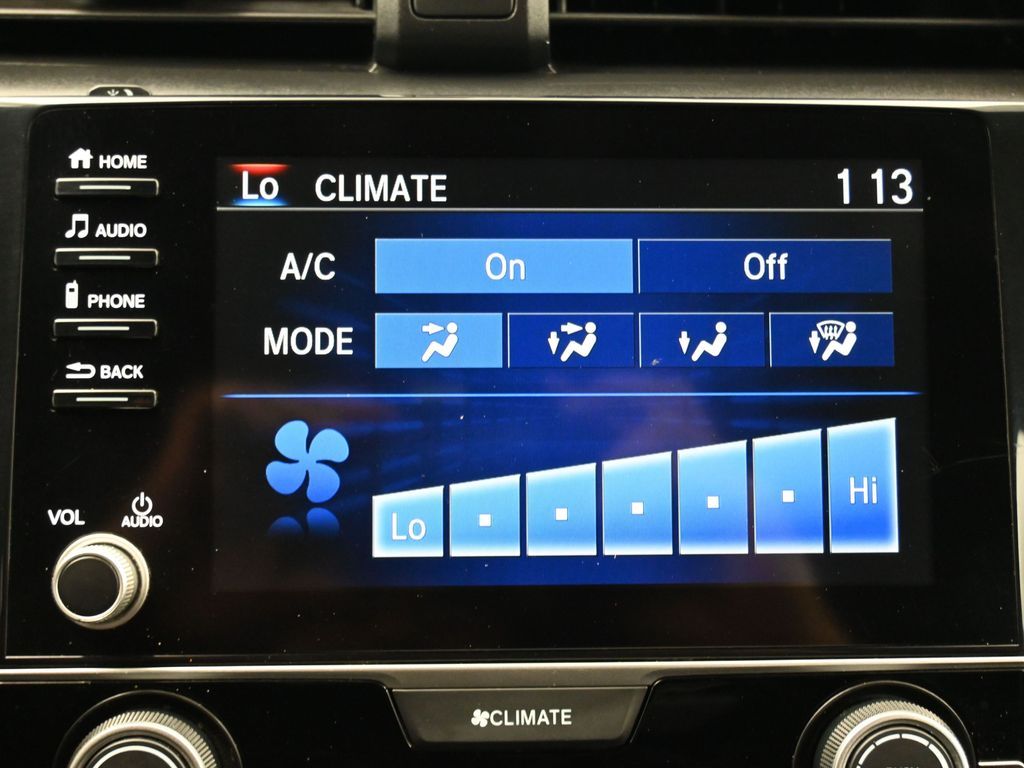 HOME
AUDIO
PHONE
BACK
VOL
AUDIO
Lo CLIMATE 1 13
A/C On Off
MODE
Lo Hi
CLIMATE